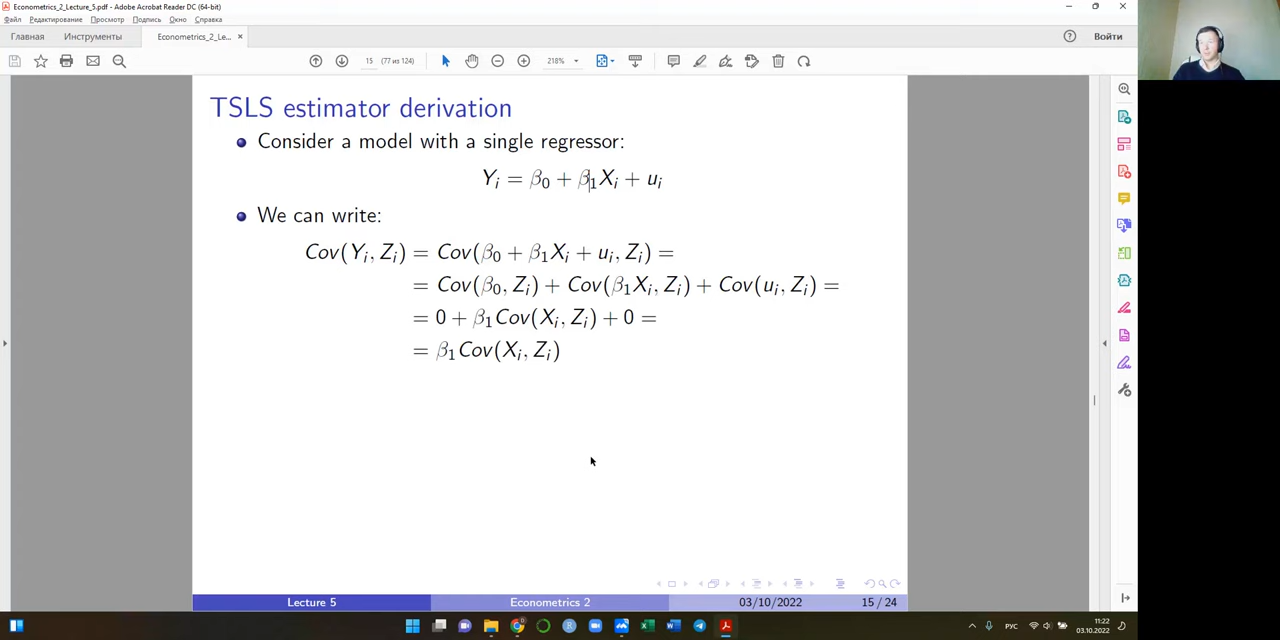 Econometrics_2_Lecture_5.pdf - Adobe Acrobat Reader DC (64-bit)
Файл Редактирование Просмотр Подпись Окно Справка
Главная Инструменты Econometrics_2_Le... × Войти
15 (77 из 124) 218%
TSLS estimator derivation
Consider a model with a single regressor:
Yᵢ = β₀ + β₁Xᵢ + uᵢ
We can write:
Cov(Yᵢ, Zᵢ) = Cov(β₀ + β₁Xᵢ + uᵢ, Zᵢ) =
= Cov(β₀, Zᵢ) + Cov(β₁Xᵢ, Zᵢ) + Cov(uᵢ, Zᵢ) =
= 0 + β₁Cov(Xᵢ, Zᵢ) + 0 =
= β₁Cov(Xᵢ, Zᵢ)
Lecture 5 Econometrics 2 03/10/2022 15 / 24
РУС 11:22
03.10.2022